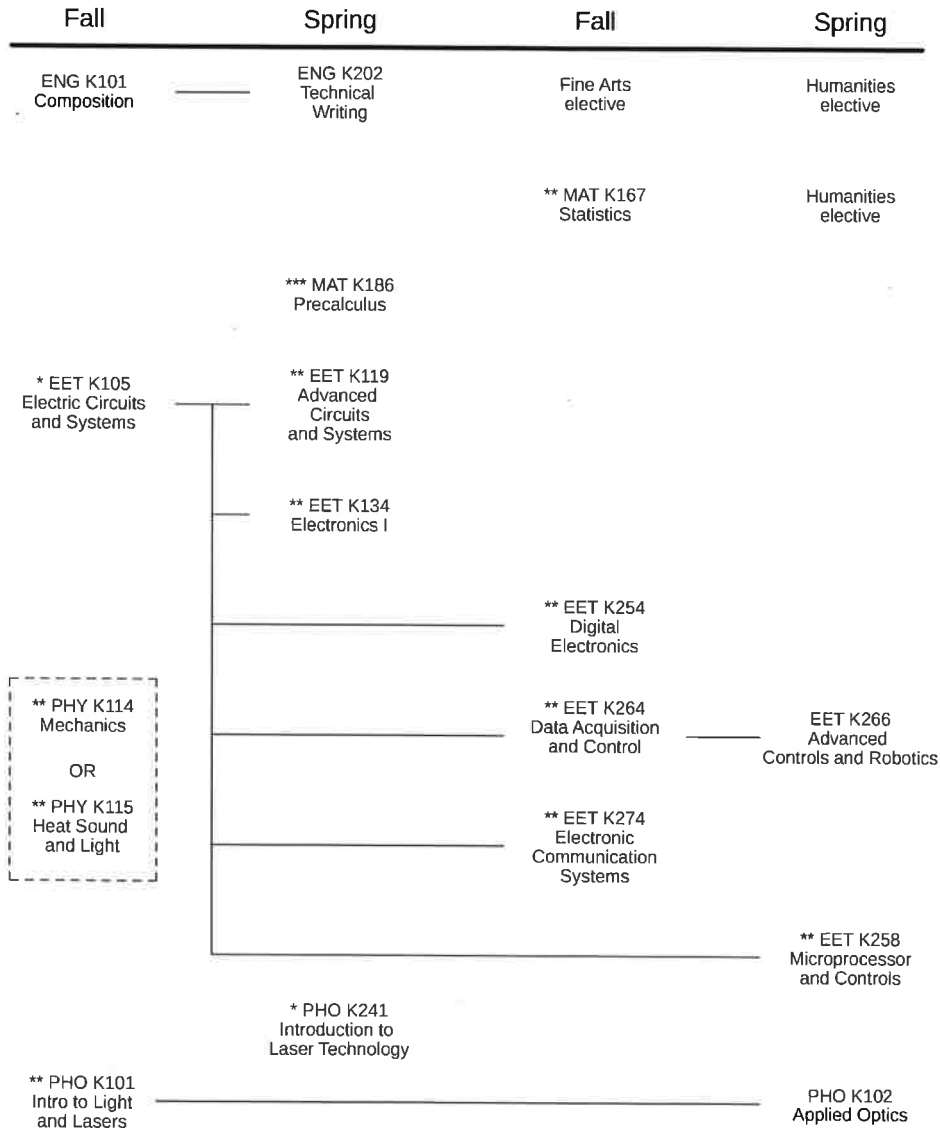 Fall
Spring
Fall
Spring
ENG K101
Composition
ENG K202
Technical
Writing
Fine Arts
elective
Humanities
elective
** MAT K167
Statistics
Humanities
elective
*** MAT K186
Precalculus
* EET K105
Electric Circuits
and Systems
** EET K119
Advanced
Circuits
and Systems
** EET K134
Electronics I
** EET K254
Digital
Electronics
** PHY K114
Mechanics
OR
** PHY K115
Heat Sound
and Light
** EET K264
Data Acquisition
and Control
EET K266
Advanced
Controls and Robotics
** EET K274
Electronic
Communication
Systems
** EET K258
Microprocessor
and Controls
* PHO K241
Introduction to
Laser Technology
** PHO K101
Intro to Light
and Lasers
PHO K102
Applied Optics